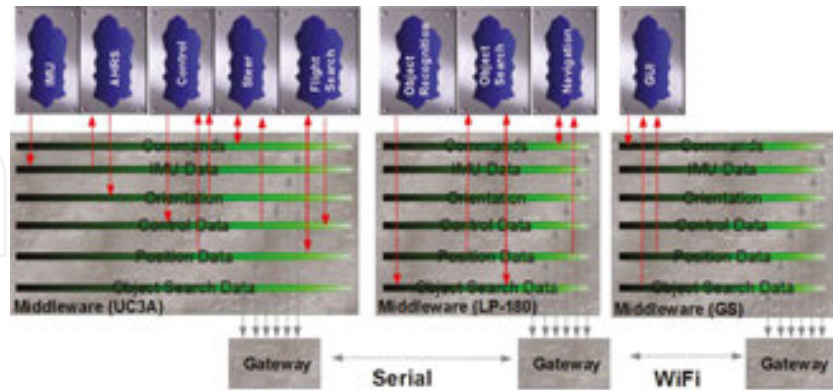 IMU
AHRS
Control
Steer
Flight
Search
Object
Recognition
Object
Search
Navigation
GUI
Commands
IMU Data
Orientation
Control Data
Position Data
Object Search Data
Middleware (UC3A)
Commands
IMU Data
Orientation
Control Data
Position Data
Object Search Data
Middleware (LP-180)
Commands
IMU Data
Orientation
Control Data
Position Data
Object Search Data
Middleware (GS)
Gateway
Serial
Gateway
WiFi
Gateway